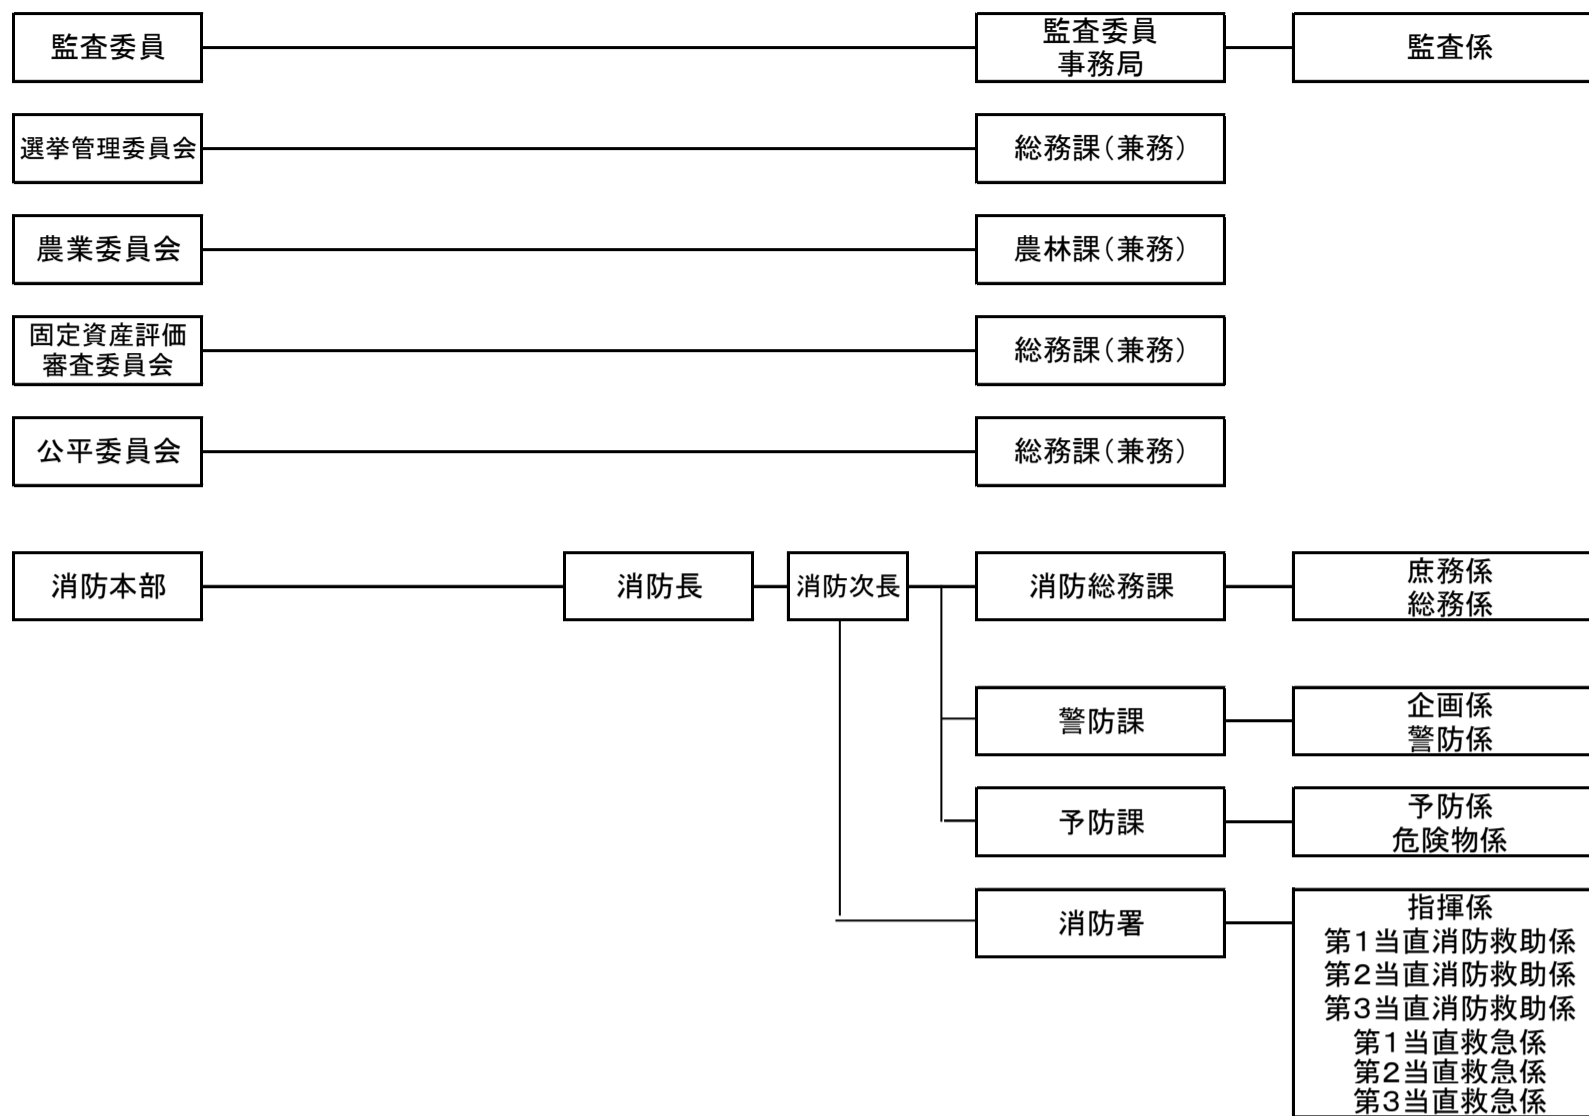 監査委員
監査委員
事務局
監査係
選挙管理委員会
総務課(兼務)
農業委員会
農林課(兼務)
固定資産評価
審査委員会
総務課(兼務)
公平委員会
総務課(兼務)
消防本部
消防長
消防次長
消防総務課
庶務係
総務係
警防課
企画係
警防係
予防課
予防係
危険物係
消防署
指揮係
第1当直消防救助係
第2当直消防救助係
第3当直消防救助係
第1当直救急係
第2当直救急係
第3当直救急係